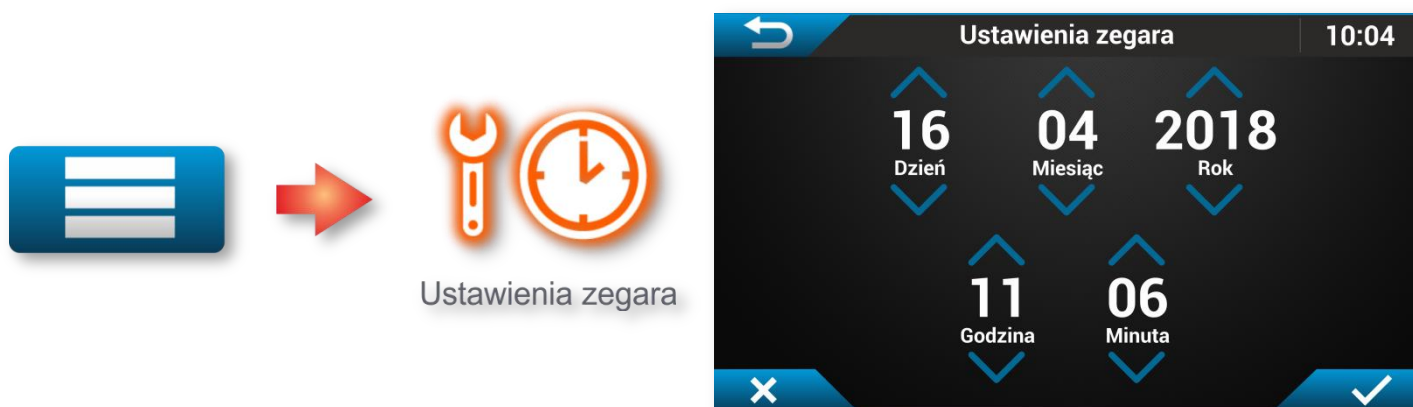 Ustawienia zegara
Ustawienia zegara 10:04
16 04 2018
Dzień Miesiąc Rok
11 06
Godzina Minuta